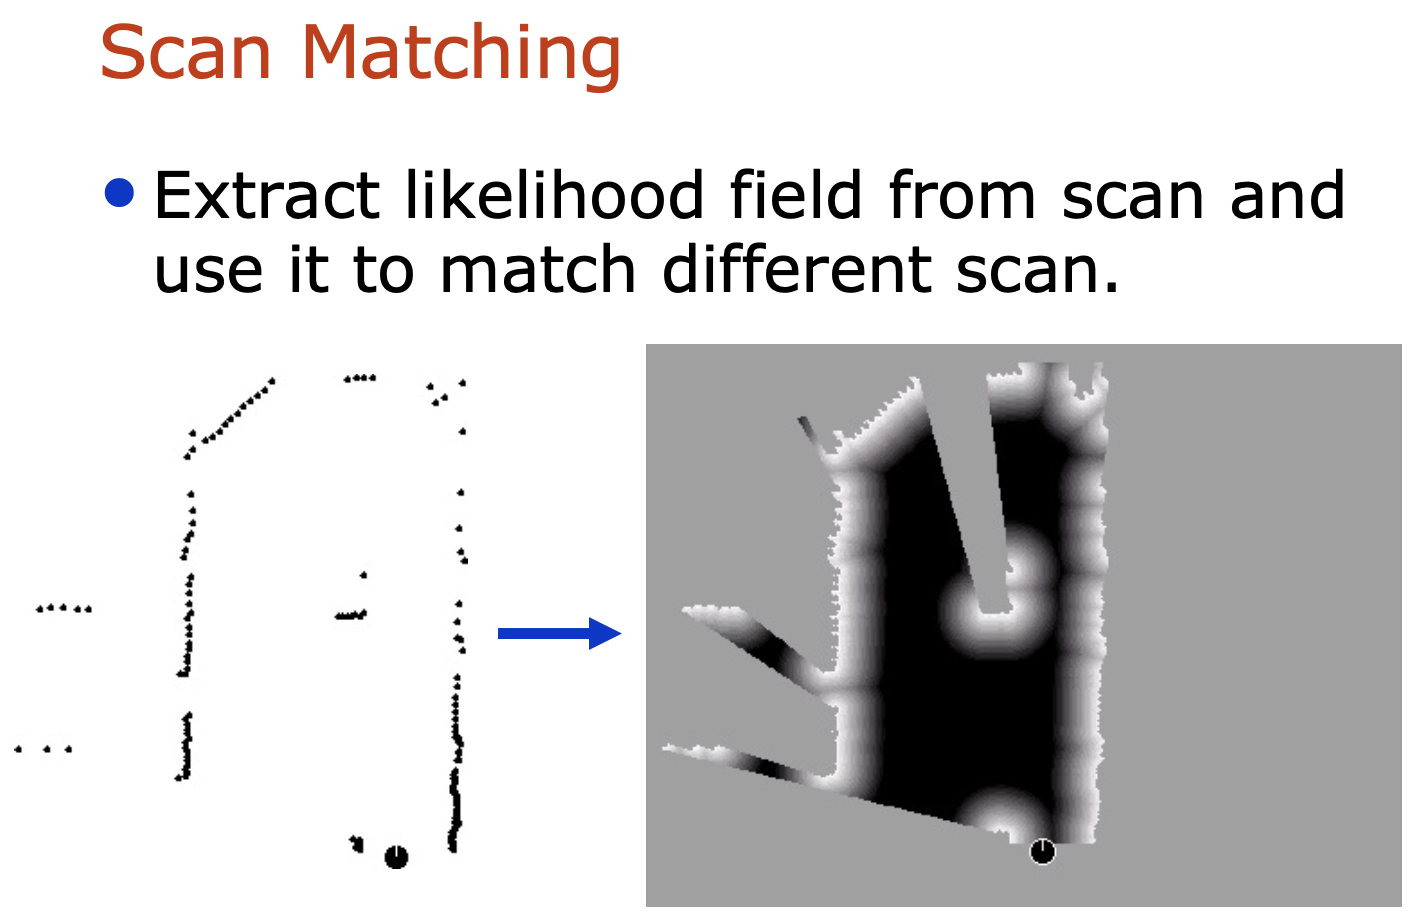 Scan Matching
• Extract likelihood field from scan and
use it to match different scan.